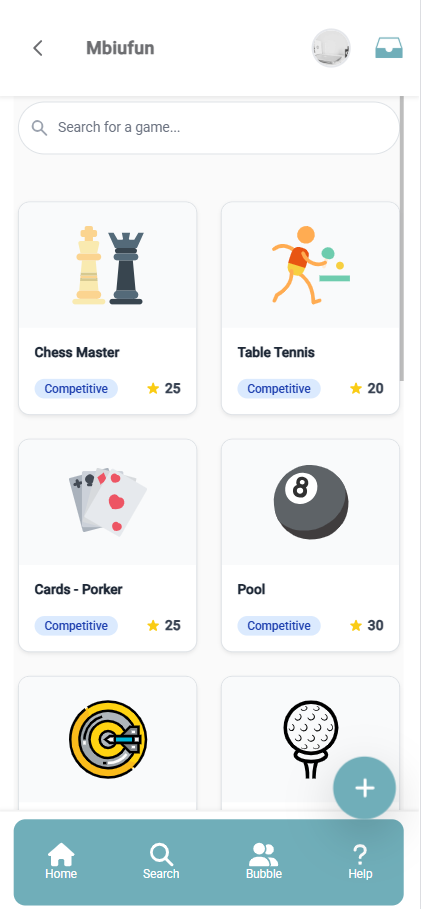 Mbiufun
Search for a game...
Chess Master
Table Tennis
Competitive 25
Competitive 20
8
Cards - Porker
Pool
Competitive 25
Competitive 30
Home Search Bubble Help